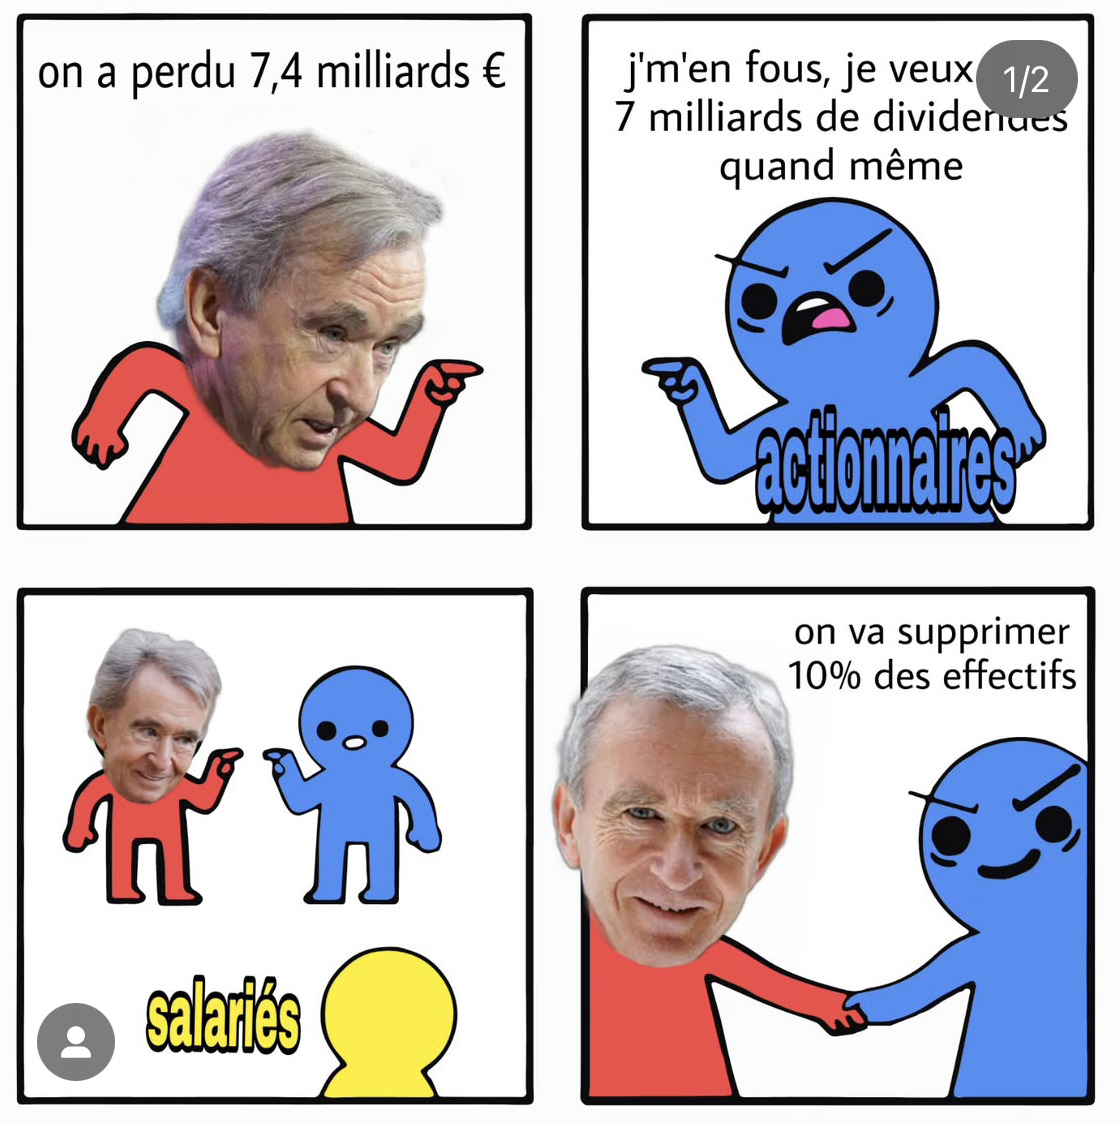 on a perdu 7,4 milliards €
j'm'en fous, je veux
1/2
7 milliards de dividendes
quand même
actionnaires
salariés
on va supprimer
10% des effectifs